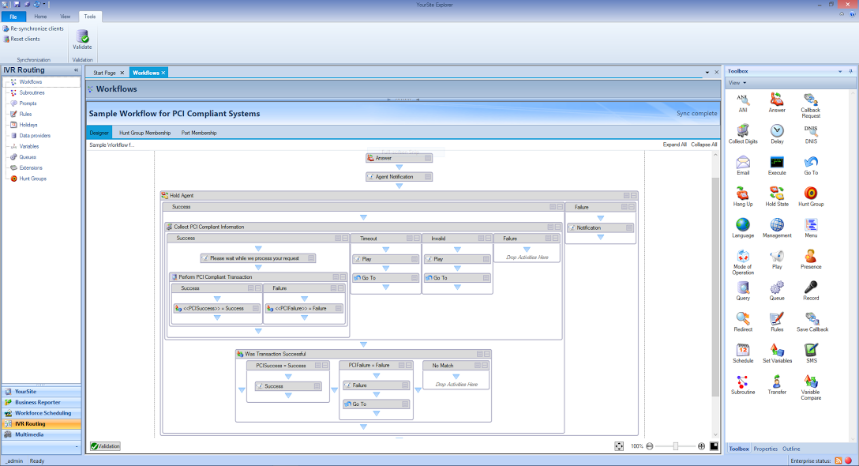 YourSite Explorer
File Home View Tools
Re-synchronize clients
Reset clients
Validate
Synchronization Validation
IVR Routing
Workflows
Subroutines
Prompts
Rules
Holidays
Data providers
Variables
Queues
Extensions
Hunt Groups
YourSite
Business Reporter
Workforce Scheduling
IVR Routing
Multimedia
_admin Ready
Start Page Workflows
Workflows
Sample Workflow for PCI Compliant Systems Sync complete
Designer Hunt Group Membership Port Membership
Sample Workflow f... Expand All Collapse All
Answer
Agent Notification
Hold Agent
Success Failure
Collect PCI Compliant Information Notification
Success Timeout Invalid Failure
Please wait while we process your request Play Play Drop Activities Here
Perform PCI Compliant Transaction Go To Go To
Success Failure
<<PCISuccess>> = Success <<PCIFailure>> = Failure
Was Transaction Successful
PCISuccess = Success PCIFailure = Failure No Match
Success Failure Drop Activities Here
Go To
Validation 100%
Toolbox
View
ANI Answer Callback Request
Collect Digits Delay DNIS
Email Execute Go To
Hang Up Hold State Hunt Group
Language Management Menu
Mode of Operation Play Presence
Query Queue Record
Redirect Rules Save Callback
Schedule Set Variables SMS
Subroutine Transfer Variable Compare
Toolbox Properties Outline
Enterprise status: